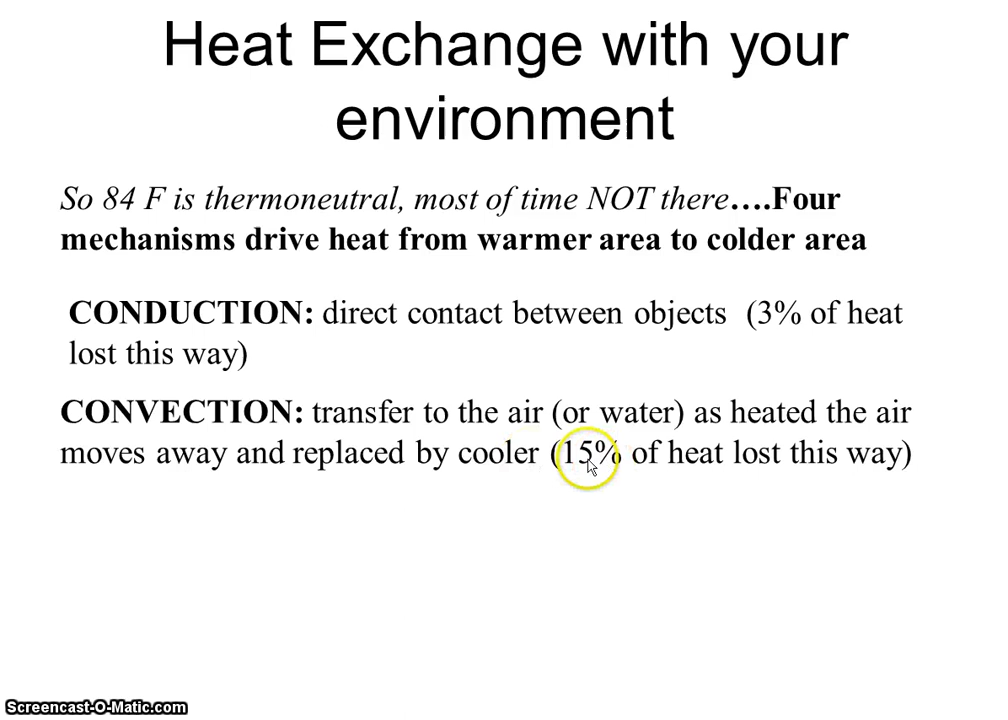 Heat Exchange with your
environment
So 84 F is thermoneutral, most of time NOT there….Four
mechanisms drive heat from warmer area to colder area
CONDUCTION: direct contact between objects (3% of heat
lost this way)
CONVECTION: transfer to the air (or water) as heated the air
moves away and replaced by cooler (15% of heat lost this way)
Screencast-O-Matic.com